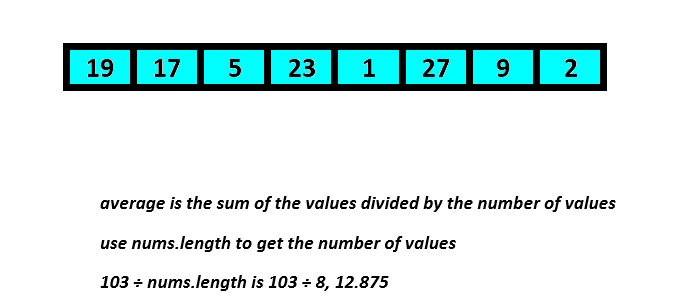 19 17 5 23 1 27 9 2
average is the sum of the values divided by the number of values
use nums.length to get the number of values
103 ÷ nums.length is 103 ÷ 8, 12.875